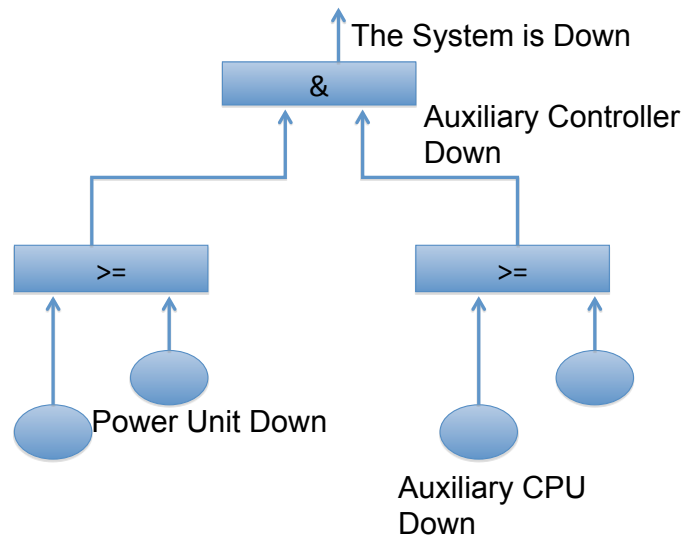 The System is Down
&
Auxiliary Controller
Down
>=
>=
Power Unit Down
Auxiliary CPU
Down